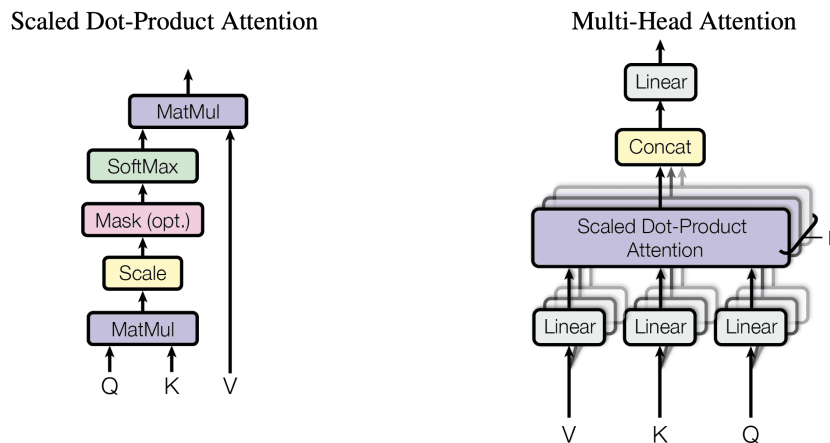 Scaled Dot-Product Attention
MatMul
SoftMax
Mask (opt.)
Scale
MatMul
Q K V
Multi-Head Attention
Linear
Concat
Scaled Dot-Product
Attention
Linear Linear Linear
V K Q